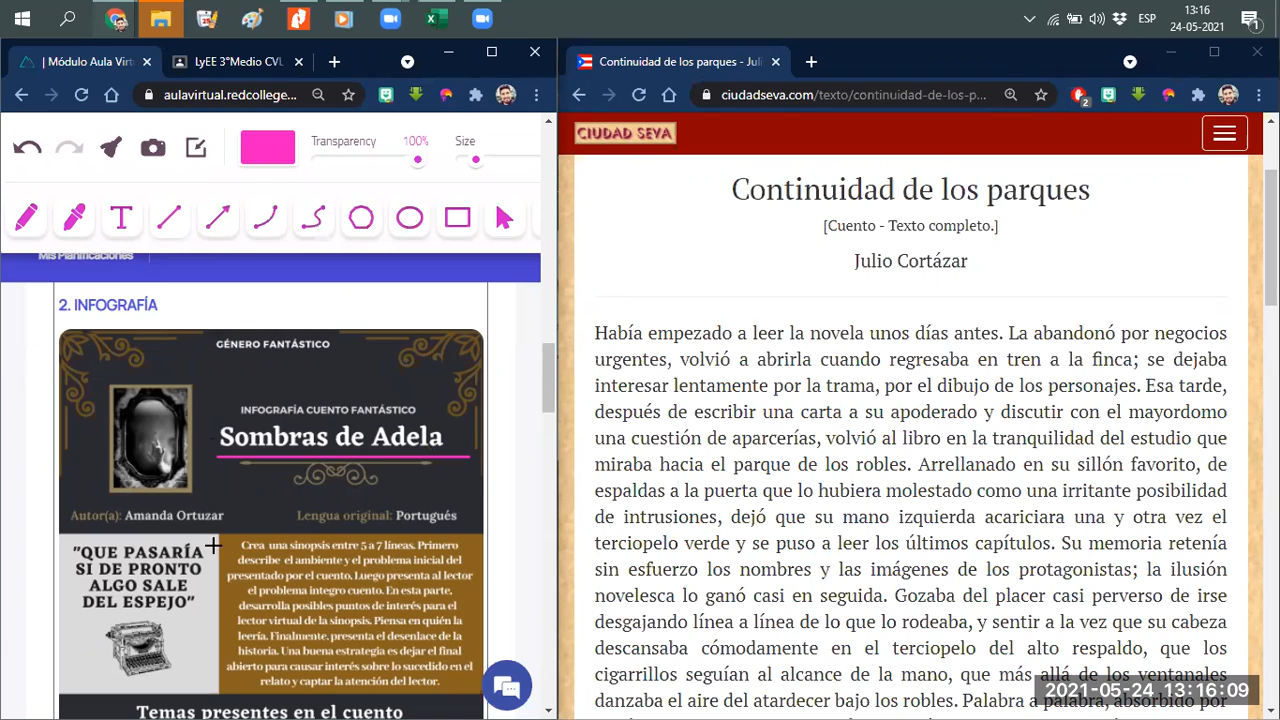 13:16
ESP
24-05-2021
| Módulo Aula Virt
LyEE 3°Medio CVL
Continuidad de los parques - Juli
aulavirtual.redcollege...
ciudadseva.com/texto/continuidad-de-los-p...
2
Transparency 100% Size
CIUDAD SEVA
Mis Planificaciones
2. INFOGRAFÍA
GÉNERO FANTÁSTICO
INFOGRAFÍA CUENTO FANTÁSTICO
Sombras de Adela
Autor(a): Amanda Ortuzar
Lengua original: Portugués
"QUE PASARÍA
SI DE PRONTO
ALGO SALE
DEL ESPEJO"
Crea una sinopsis entre 5 a 7 líneas. Primero
describe el ambiente y el problema inicial del
presentado por el cuento. Luego presenta al lector
el problema integro cuento. En esta parte,
desarrolla posibles puntos de interés para el
lector virtual de la sinopsis. Piensa en quién la
leería. Finalmente, presenta el desenlace de la
historia. Una buena estrategia es dejar el final
abierto para causar interés sobre lo sucedido en el
relato y captar la atención del lector.
Temas presentes en el cuento
Continuidad de los parques
[Cuento - Texto completo.]
Julio Cortázar
Había empezado a leer la novela unos días antes. La abandonó por negocios
urgentes, volvió a abrirla cuando regresaba en tren a la finca; se dejaba
interesar lentamente por la trama, por el dibujo de los personajes. Esa tarde,
después de escribir una carta a su apoderado y discutir con el mayordomo
una cuestión de aparcerías, volvió al libro en la tranquilidad del estudio que
miraba hacia el parque de los robles. Arrellanado en su sillón favorito, de
espaldas a la puerta que lo hubiera molestado como una irritante posibilidad
de intrusiones, dejó que su mano izquierda acariciara una y otra vez el
terciopelo verde y se puso a leer los últimos capítulos. Su memoria retenía
sin esfuerzo los nombres y las imágenes de los protagonistas; la ilusión
novelesca lo ganó casi en seguida. Gozaba del placer casi perverso de irse
desgajando línea a línea de lo que lo rodeaba, y sentir a la vez que su cabeza
descansaba cómodamente en el terciopelo del alto respaldo, que los
cigarrillos seguían al alcance de la mano, que más allá de los ventanales
danzaba el aire del atardecer bajo los robles. Palabra a palabra, absorbido por
2021-05-24 13:16:09